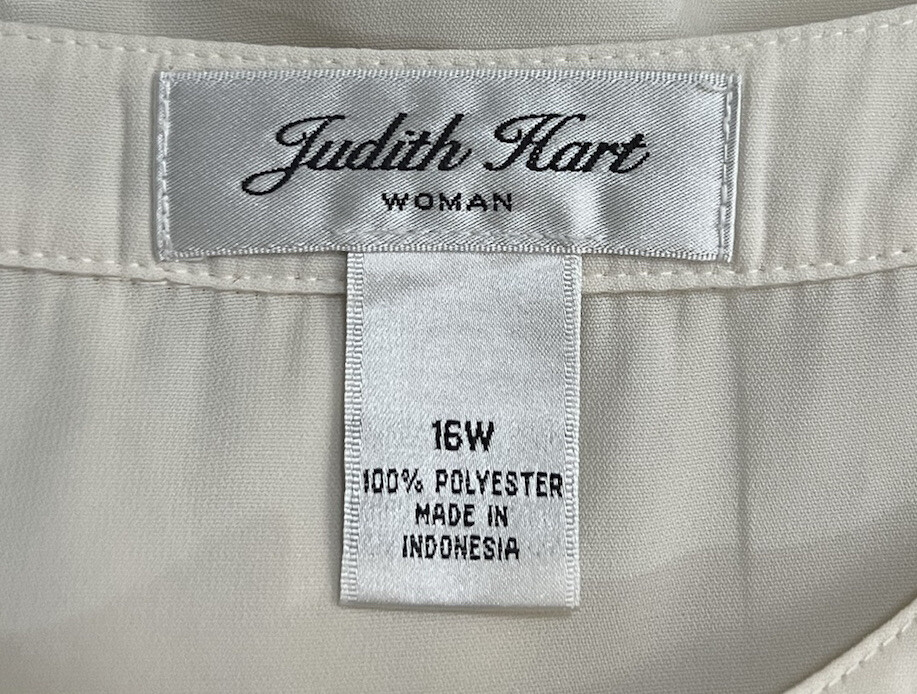 Judith Hart
WOMAN
16W
100% POLYESTER
MADE IN
INDONESIA